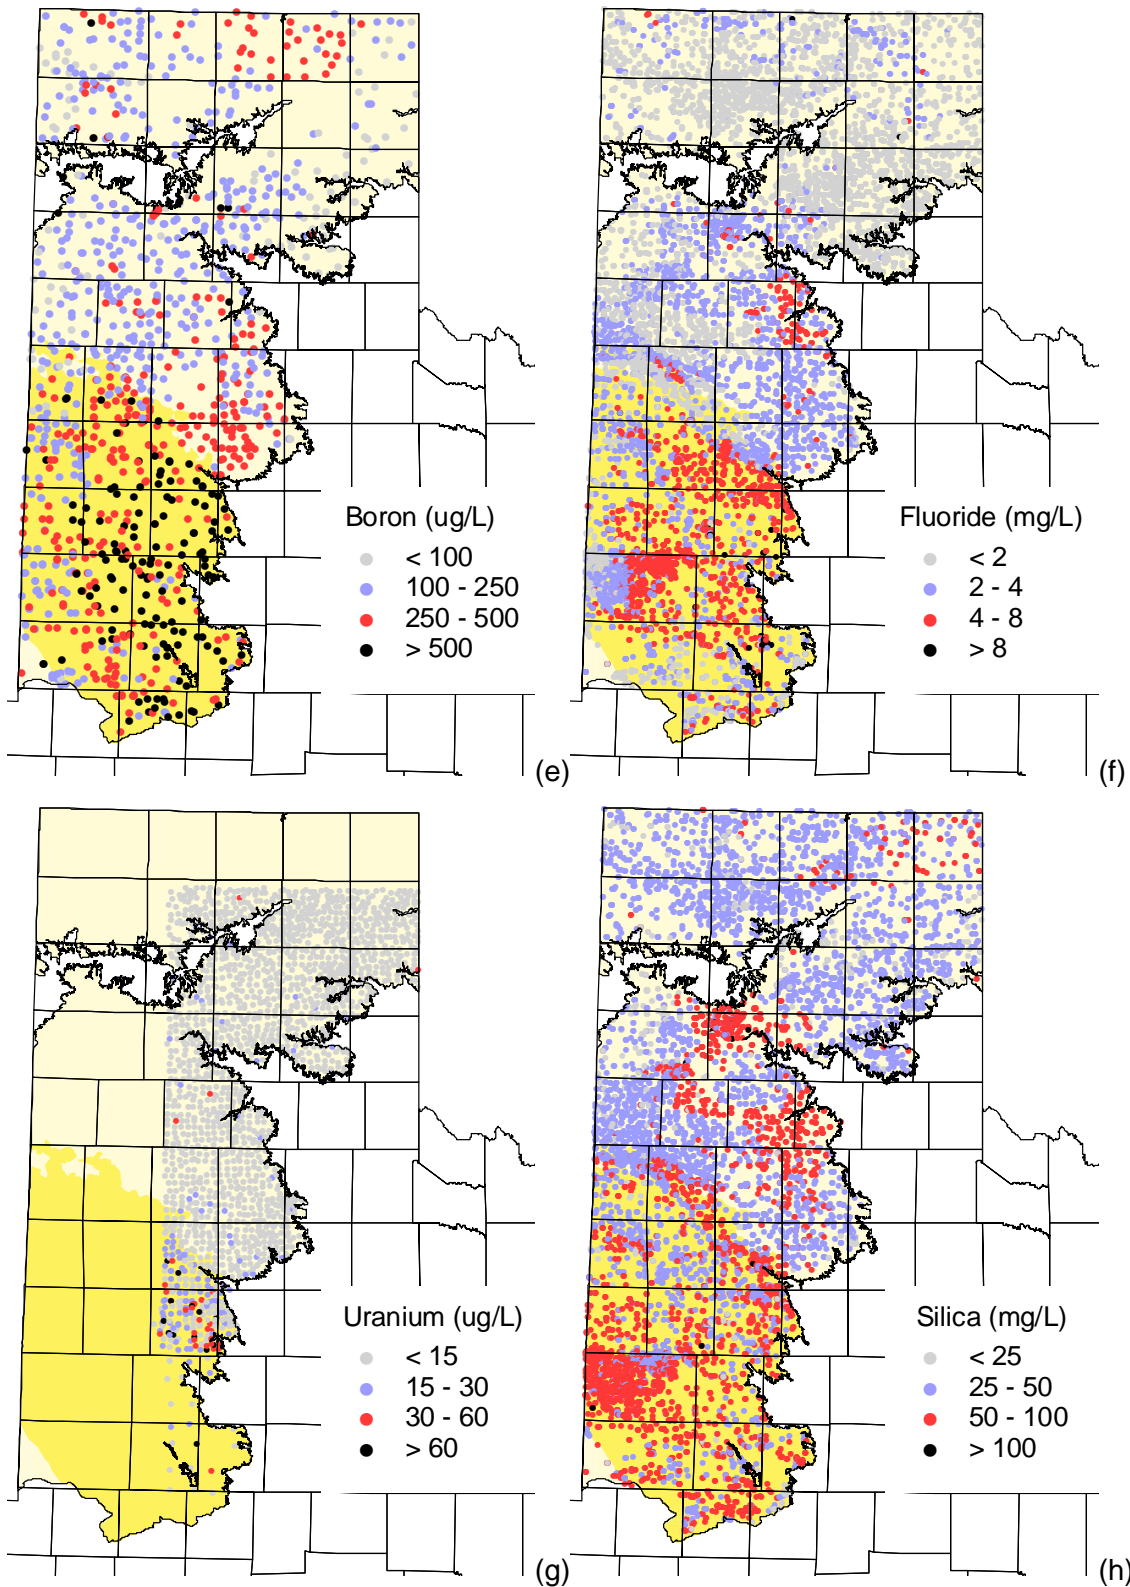 Boron (ug/L)
< 100
100 - 250
250 - 500
> 500
(e)
Fluoride (mg/L)
< 2
2 - 4
4 - 8
> 8
(f)
Uranium (ug/L)
< 15
15 - 30
30 - 60
> 60
(g)
Silica (mg/L)
< 25
25 - 50
50 - 100
> 100
(h)